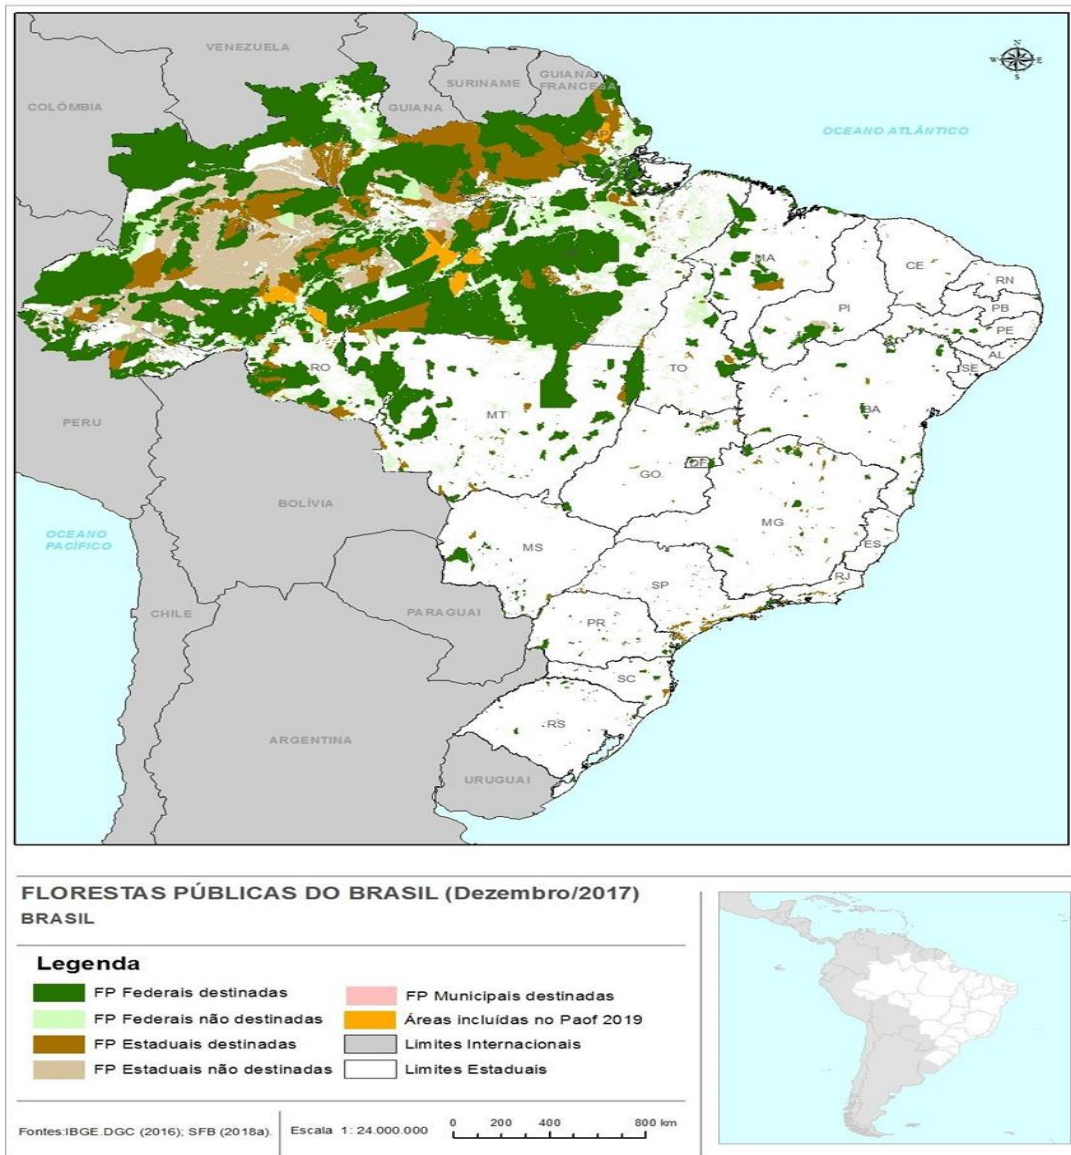 VENEZUELA
SURINAME
GUIANA
FRANCESA
COLÔMBIA
GUIANA
N
W
E
S
AP
OCEANO ATLÂNTICO
MA
CE
RN
PB
PE
AL
SE
PI
TO
RO
MT
BA
PERU
GO
DF
BOLÍVIA
MG
OCEANO
PACÍFICO
MS
ES
SP
RJ
CHILE
PARAGUAI
PR
SC
RS
ARGENTINA
URUGUAI
FLORESTAS PÚBLICAS DO BRASIL (Dezembro/2017)
BRASIL
Legenda
FP Federais destinadas
FP Municipais destinadas
FP Federais não destinadas
Áreas incluídas no Paof 2019
FP Estaduais destinadas
Limites Internacionais
FP Estaduais não destinadas
Limites Estaduais
Fontes:IBGE.DGC (2016); SFB (2018a).
Escala 1: 24.000.000
0 200 400 800 km